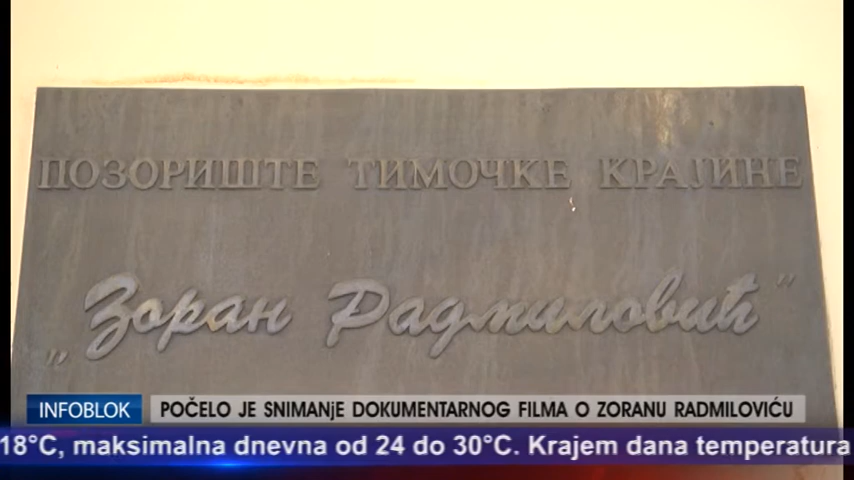 ПОЗОРИШТЕ ТИМОЧКЕ КРАЈИНЕ
„Зоран Радмиловић”
INFOBLOK POČELO JE SNIMANjE DOKUMENTARNOG FILMA O ZORANU RADMILOVIĆU
18°C, maksimalna dnevna od 24 do 30°C. Krajem dana temperatura